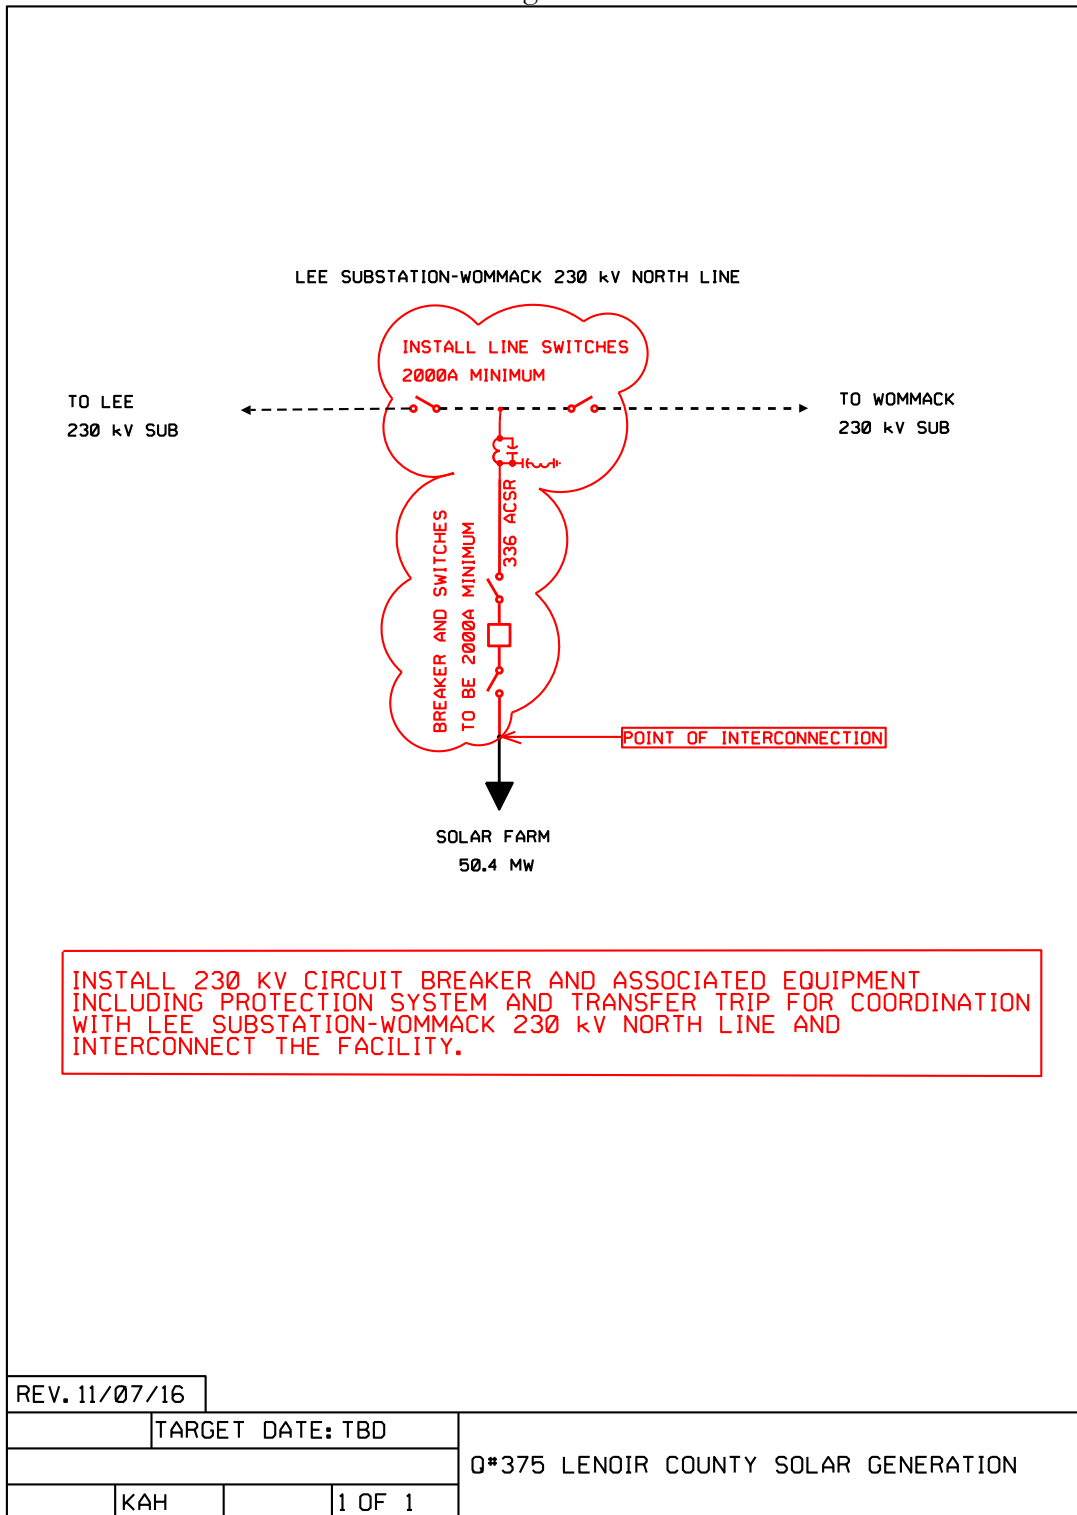 LEE SUBSTATION-WOMMACK 230 kV NORTH LINE
INSTALL LINE SWITCHES
2000A MINIMUM
TO LEE
230 kV SUB
TO WOMMACK
230 kV SUB
336 ACSR
BREAKER AND SWITCHES
TO BE 2000A MINIMUM
POINT OF INTERCONNECTION
SOLAR FARM
50.4 MW
INSTALL 230 KV CIRCUIT BREAKER AND ASSOCIATED EQUIPMENT
INCLUDING PROTECTION SYSTEM AND TRANSFER TRIP FOR COORDINATION
WITH LEE SUBSTATION-WOMMACK 230 kV NORTH LINE AND
INTERCONNECT THE FACILITY.
REV. 11/07/16
TARGET DATE: TBD
Q#375 LENOIR COUNTY SOLAR GENERATION
KAH
1 OF 1